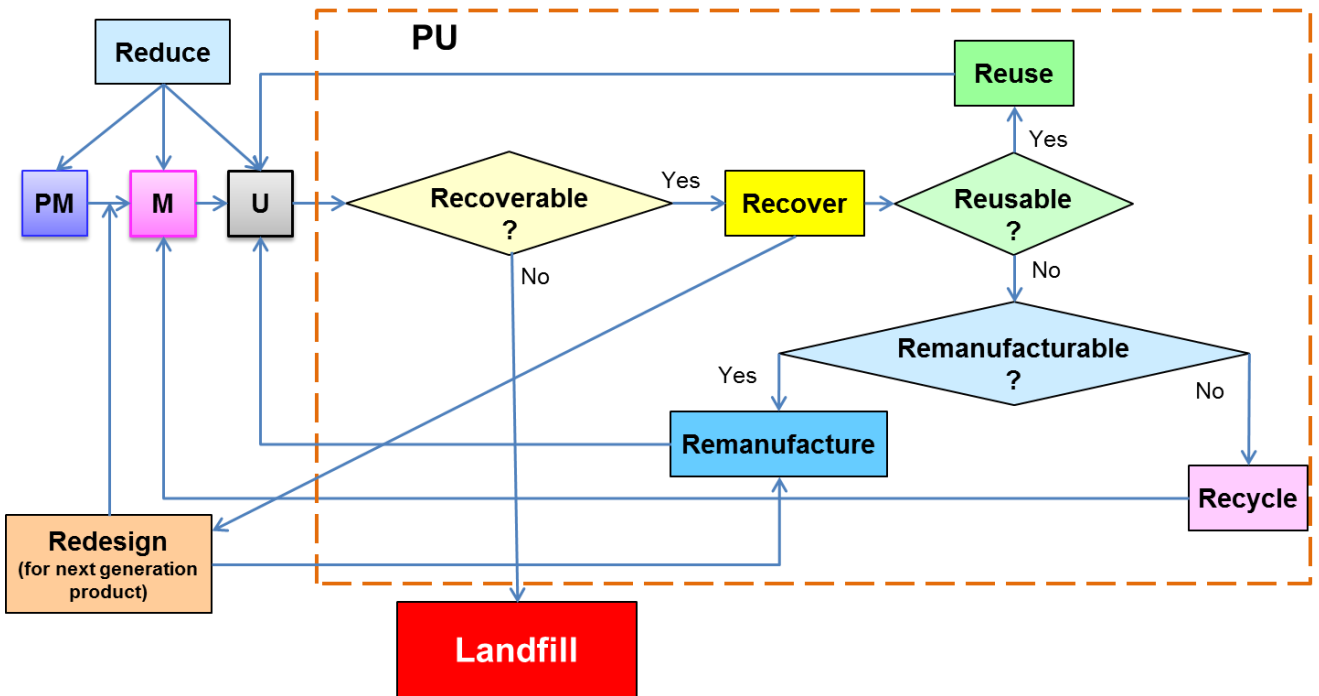 PU
Reduce
Reuse
Yes
PM
M
U
Recoverable
?
Yes
Recover
Reusable
?
No
No
Remanufacturable
?
Yes
No
Remanufacture
Recycle
Redesign
(for next generation
product)
Landfill